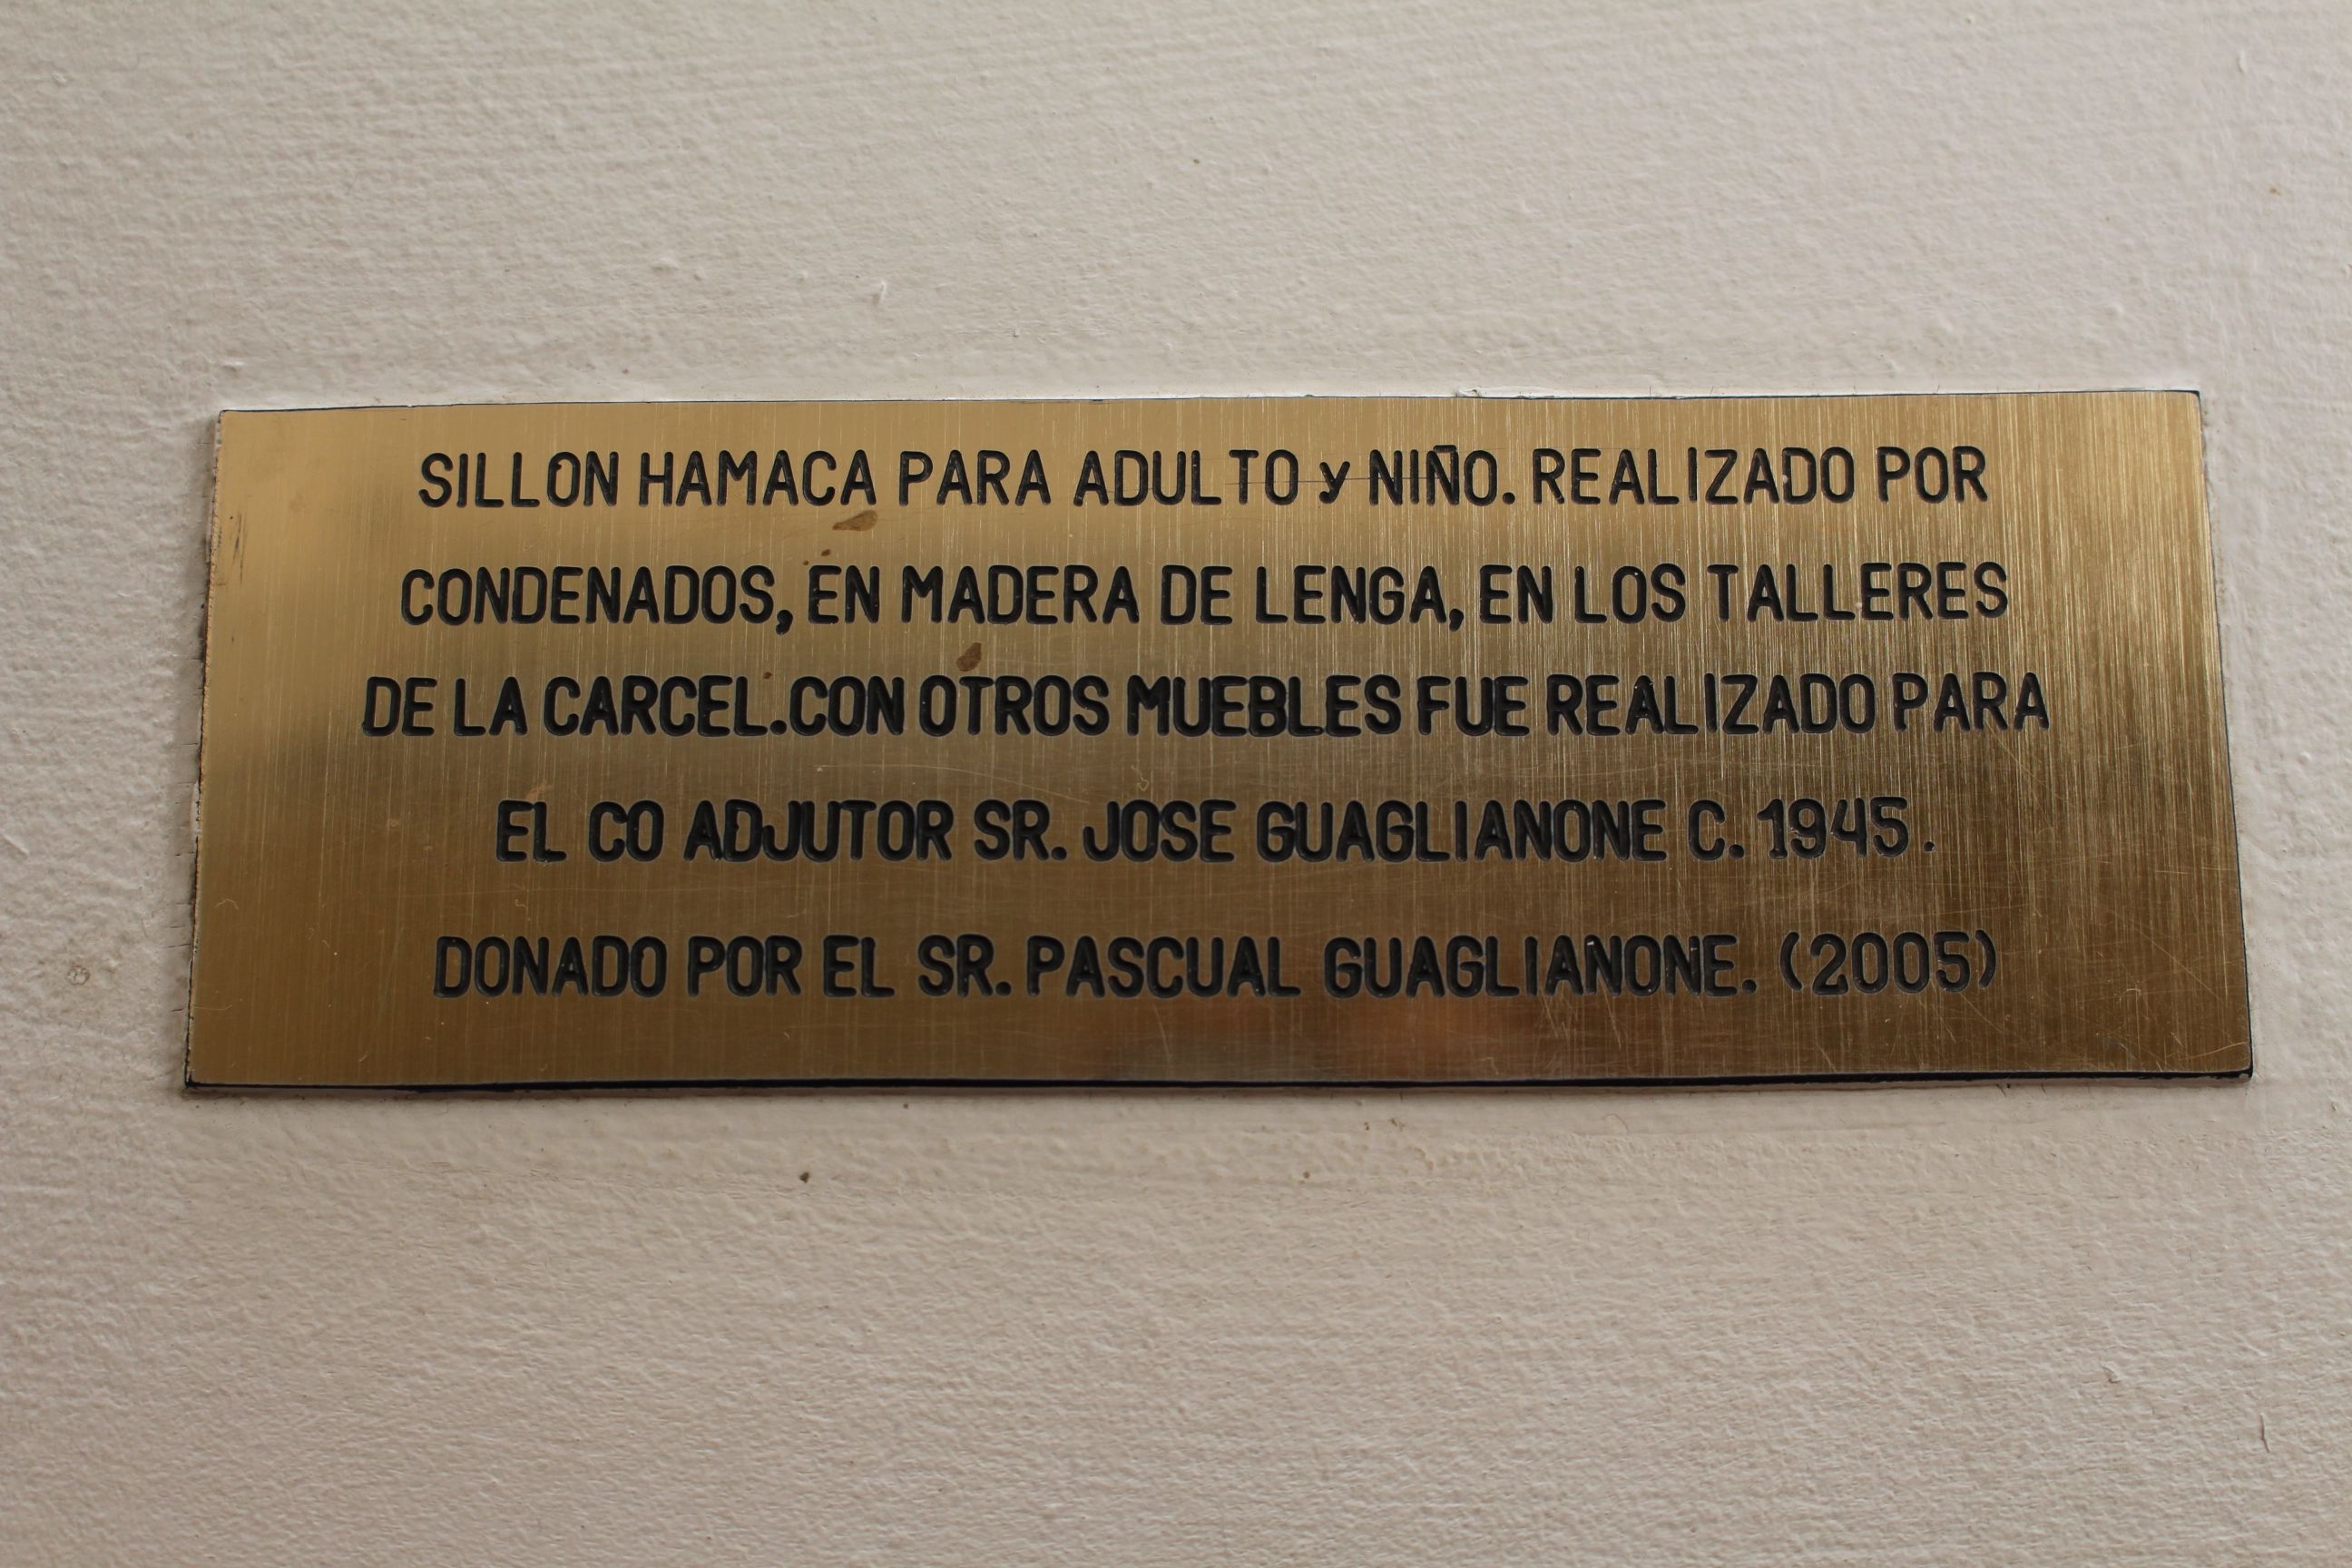 SILLON HAMACA PARA ADULTO y NIÑO. REALIZADO POR
CONDENADOS, EN MADERA DE LENGA, EN LOS TALLERES
DE LA CARCEL.CON OTROS MUEBLES FUE REALIZADO PARA
EL CO ADJUTOR SR. JOSE GUAGLIANONE C. 1945.
DONADO POR EL SR. PASCUAL GUAGLIANONE. (2005)